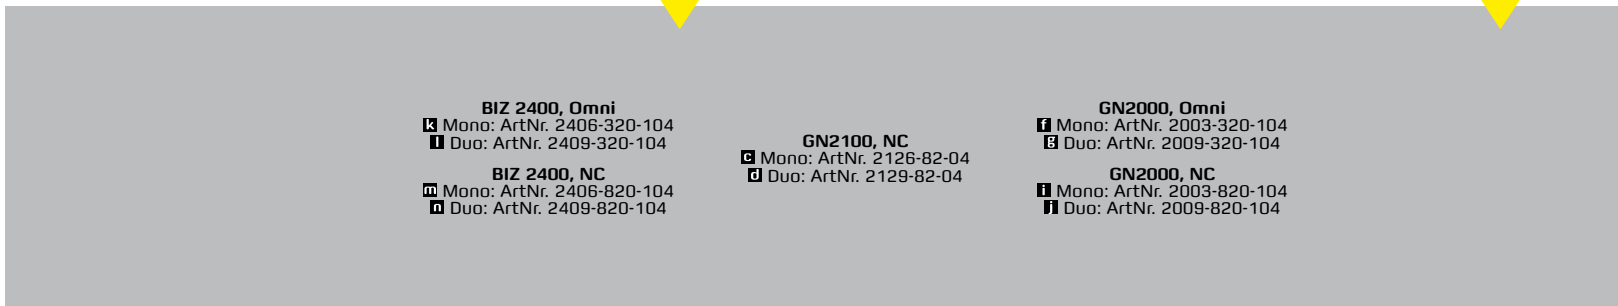 BIZ 2400, Omni
k Mono: ArtNr. 2406-320-104
l Duo: ArtNr. 2409-320-104
BIZ 2400, NC
m Mono: ArtNr. 2406-820-104
n Duo: ArtNr. 2409-820-104
GN2100, NC
c Mono: ArtNr. 2126-82-04
d Duo: ArtNr. 2129-82-04
GN2000, Omni
f Mono: ArtNr. 2003-320-104
g Duo: ArtNr. 2009-320-104
GN2000, NC
i Mono: ArtNr. 2003-820-104
j Duo: ArtNr. 2009-820-104